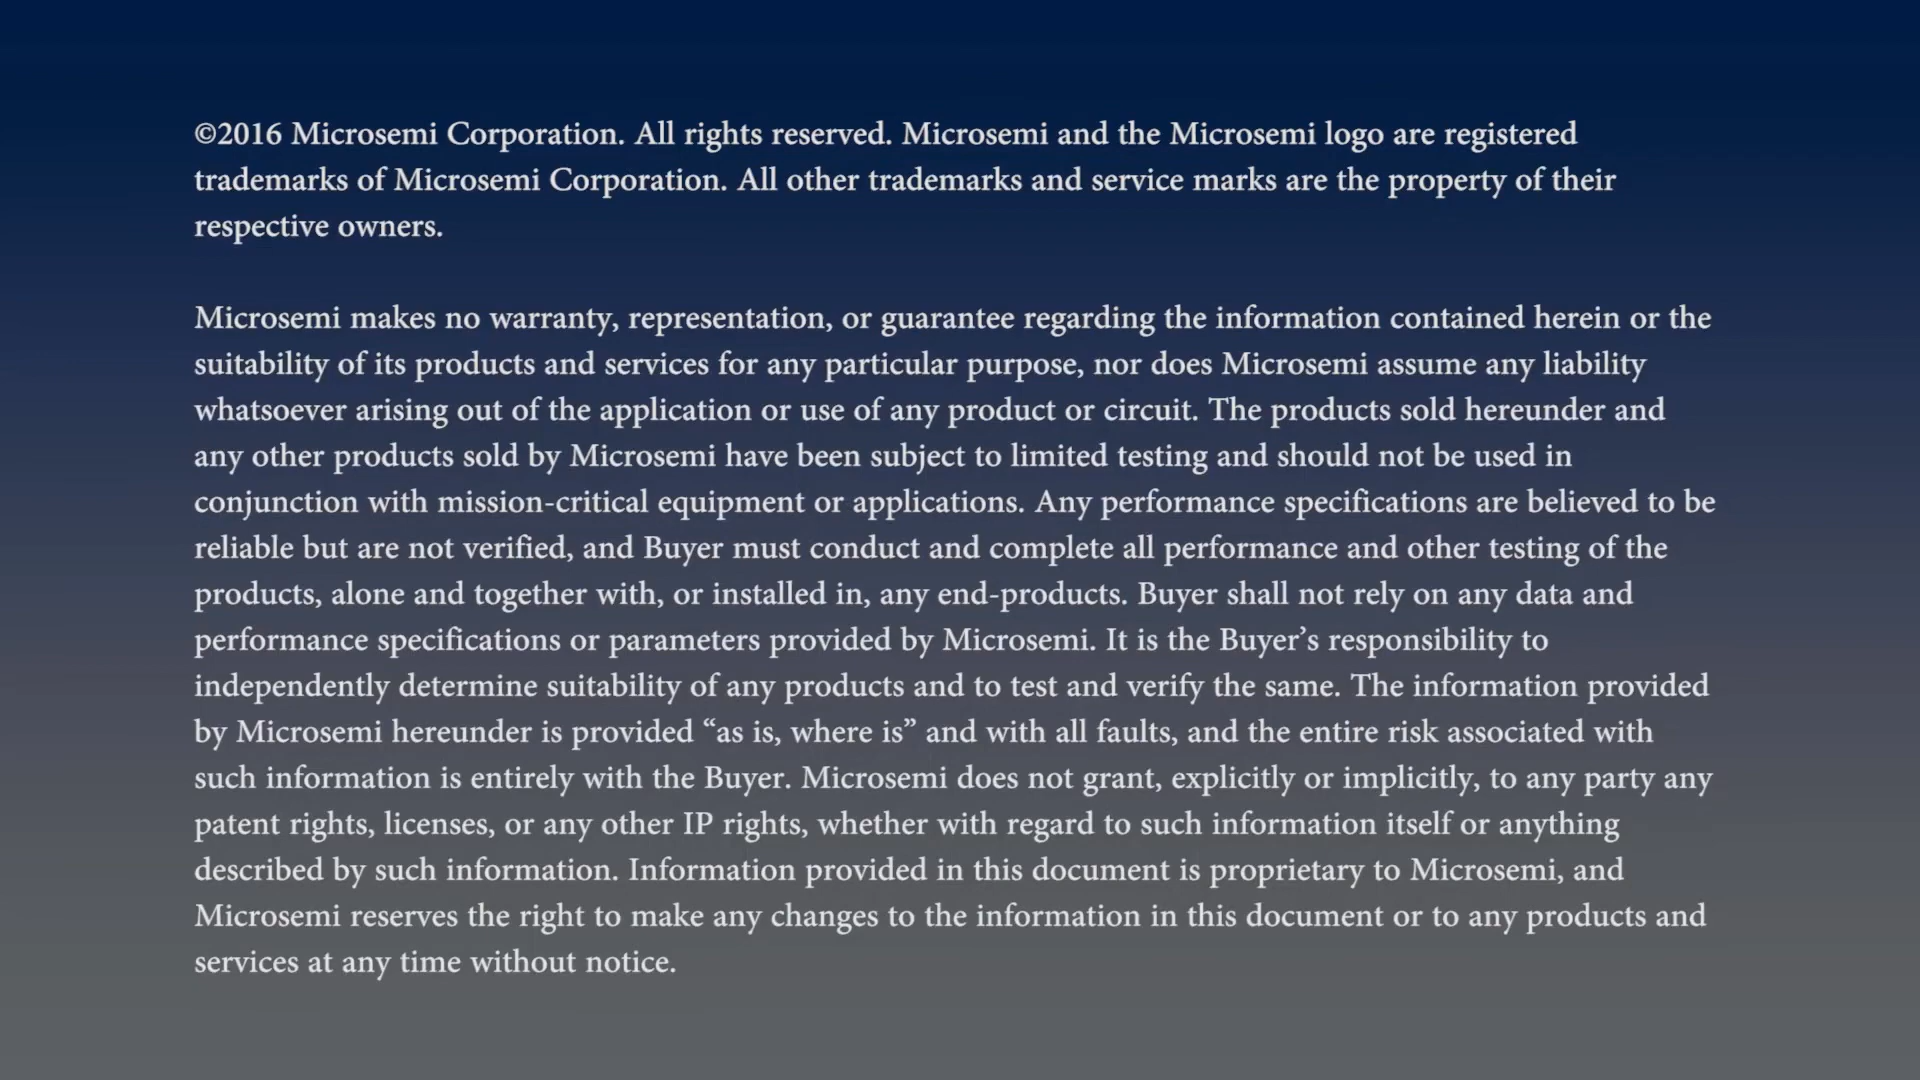 ©2016 Microsemi Corporation. All rights reserved. Microsemi and the Microsemi logo are registered
trademarks of Microsemi Corporation. All other trademarks and service marks are the property of their
respective owners.
Microsemi makes no warranty, representation, or guarantee regarding the information contained herein or the
suitability of its products and services for any particular purpose, nor does Microsemi assume any liability
whatsoever arising out of the application or use of any product or circuit. The products sold hereunder and
any other products sold by Microsemi have been subject to limited testing and should not be used in
conjunction with mission-critical equipment or applications. Any performance specifications are believed to be
reliable but are not verified, and Buyer must conduct and complete all performance and other testing of the
products, alone and together with, or installed in, any end-products. Buyer shall not rely on any data and
performance specifications or parameters provided by Microsemi. It is the Buyer’s responsibility to
independently determine suitability of any products and to test and verify the same. The information provided
by Microsemi hereunder is provided “as is, where is” and with all faults, and the entire risk associated with
such information is entirely with the Buyer. Microsemi does not grant, explicitly or implicitly, to any party any
patent rights, licenses, or any other IP rights, whether with regard to such information itself or anything
described by such information. Information provided in this document is proprietary to Microsemi, and
Microsemi reserves the right to make any changes to the information in this document or to any products and
services at any time without notice.